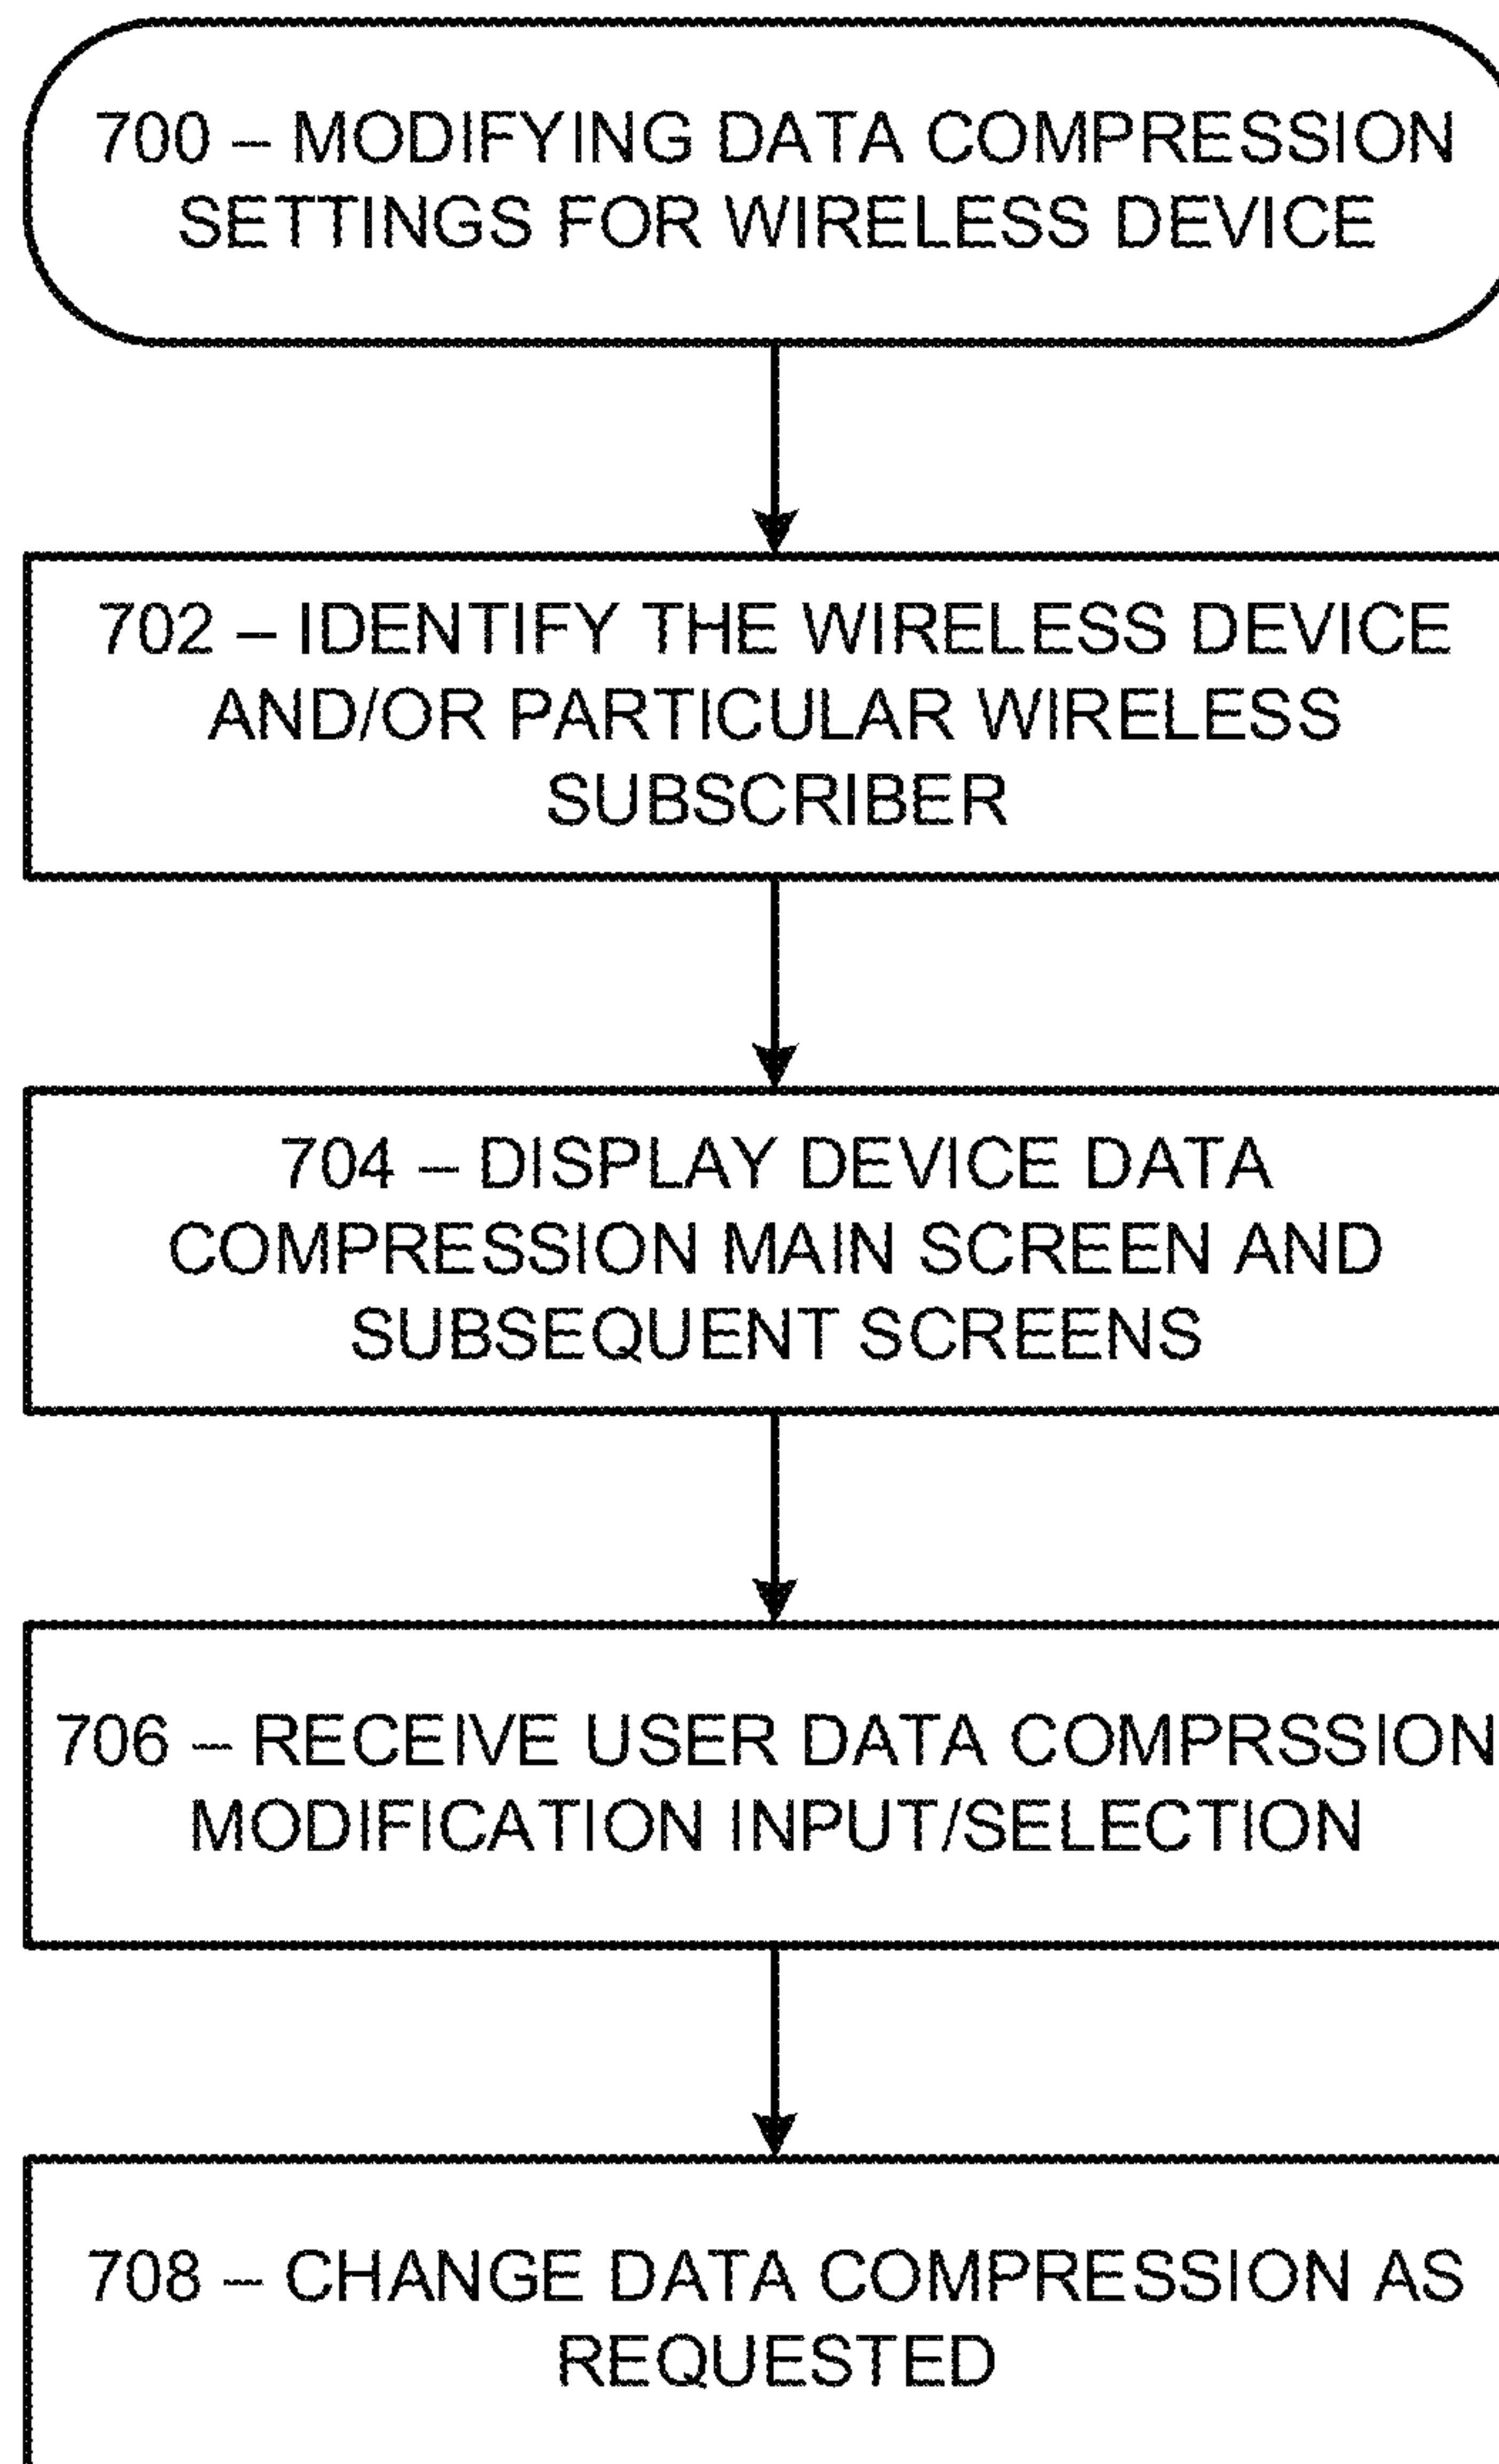 700 – MODIFYING DATA COMPRESSION
SETTINGS FOR WIRELESS DEVICE
702 – IDENTIFY THE WIRELESS DEVICE
AND/OR PARTICULAR WIRELESS
SUBSCRIBER
704 – DISPLAY DEVICE DATA
COMPRESSION MAIN SCREEN AND
SUBSEQUENT SCREENS
706 – RECEIVE USER DATA COMPRSSION
MODIFICATION INPUT/SELECTION
708 – CHANGE DATA COMPRESSION AS
REQUESTED